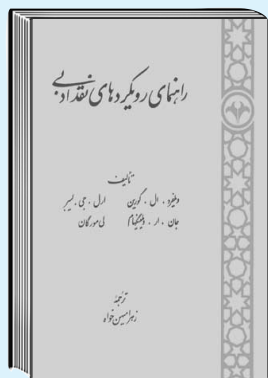 راهنمای رویکردهای نقد ادبی
تألیف
ویلفرد . ال . گورین ارل . جی . لیبر
جان . ار . ویلینگهام لی مورگان
ترجمهٔ
زهرا میهن‌خواه